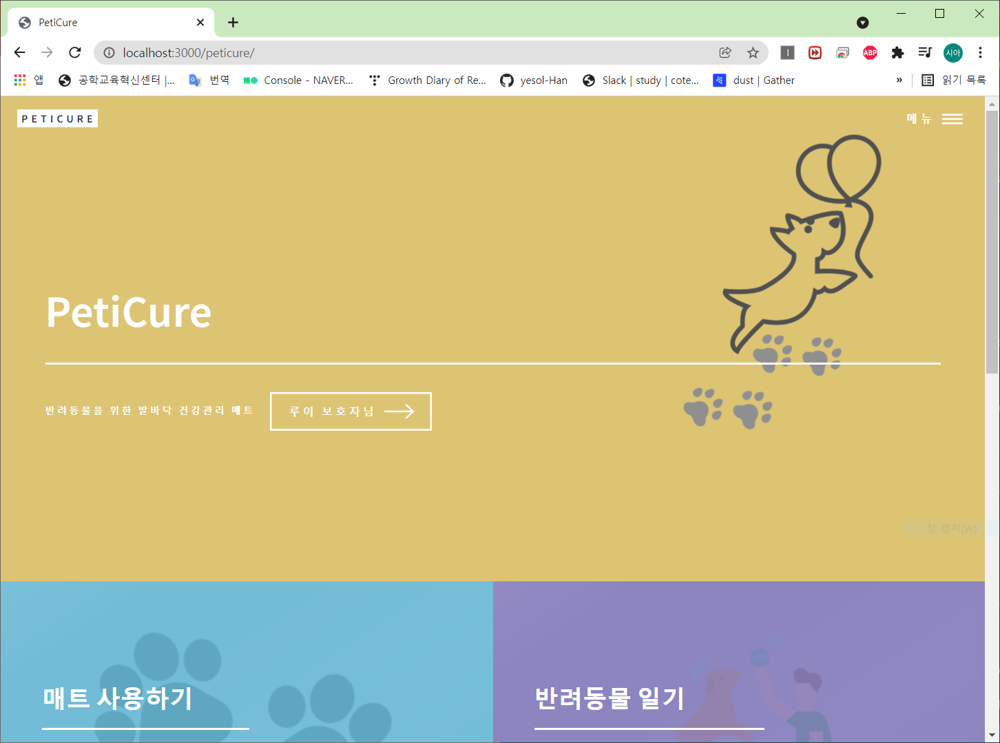 PetiCure
localhost:3000/peticure/
시아
ABP
앱
공학교육혁신센터 |...
번역
Console - NAVER...
Growth Diary of Re...
yesol-Han
Slack | study | cote...
dust | Gather
»
읽기 목록
PETICURE
메뉴
PetiCure
반려동물을 위한 발바닥 건강관리 매트
루이 보호자님
창 캡처(W)
매트 사용하기
반려동물 일기